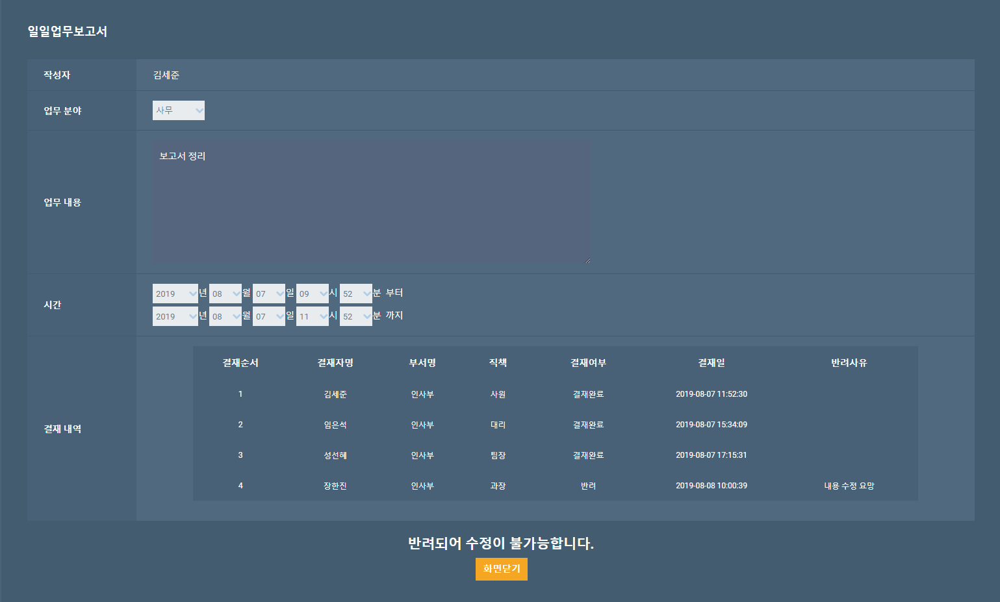 일일업무보고서
작성자 김세준
업무 분야 사무
업무 내용 보고서 정리
시간 2019 년 08 월 07 일 09 시 52 분 부터
2019 년 08 월 07 일 11 시 52 분 까지
결재 내역
결재순서 결재자명 부서명 직책 결재여부 결재일 반려사유
1 김세준 인사부 사원 결재완료 2019-08-07 11:52:30
2 임은석 인사부 대리 결재완료 2019-08-07 15:34:09
3 성선혜 인사부 팀장 결재완료 2019-08-07 17:15:31
4 장한진 인사부 과장 반려 2019-08-08 10:00:39 내용 수정 요망
반려되어 수정이 불가능합니다.
화면닫기